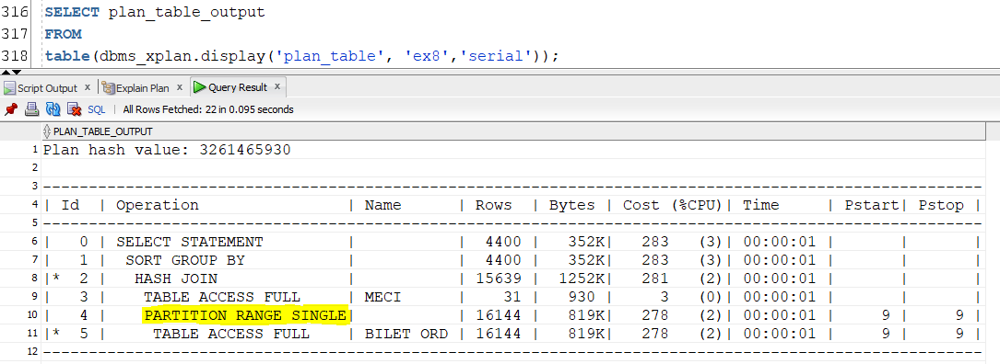 316 SELECT plan_table_output
317 FROM
318 table(dbms_xplan.display('plan_table', 'ex8','serial'));
Script Output x Explain Plan x Query Result x
SQL | All Rows Fetched: 22 in 0.095 seconds
PLAN_TABLE_OUTPUT
1 Plan hash value: 3261465930
2
3 --------------------------------------------------------------------------------------------------
4 | Id | Operation | Name | Rows | Bytes | Cost (%CPU)| Time | Pstart| Pstop |
5 --------------------------------------------------------------------------------------------------
6 | 0 | SELECT STATEMENT | | 4400 | 352K| 283 (3)| 00:00:01 | | |
7 | 1 | SORT GROUP BY | | 4400 | 352K| 283 (3)| 00:00:01 | | |
8 |* 2 | HASH JOIN | | 15639 | 1252K| 281 (2)| 00:00:01 | | |
9 | 3 | TABLE ACCESS FULL | MECI | 31 | 930 | 3 (0)| 00:00:01 | | |
10 | 4 | PARTITION RANGE SINGLE| | 16144 | 819K| 278 (2)| 00:00:01 | 9 | 9 |
11 |* 5 | TABLE ACCESS FULL | BILET ORD | 16144 | 819K| 278 (2)| 00:00:01 | 9 | 9 |
12 --------------------------------------------------------------------------------------------------